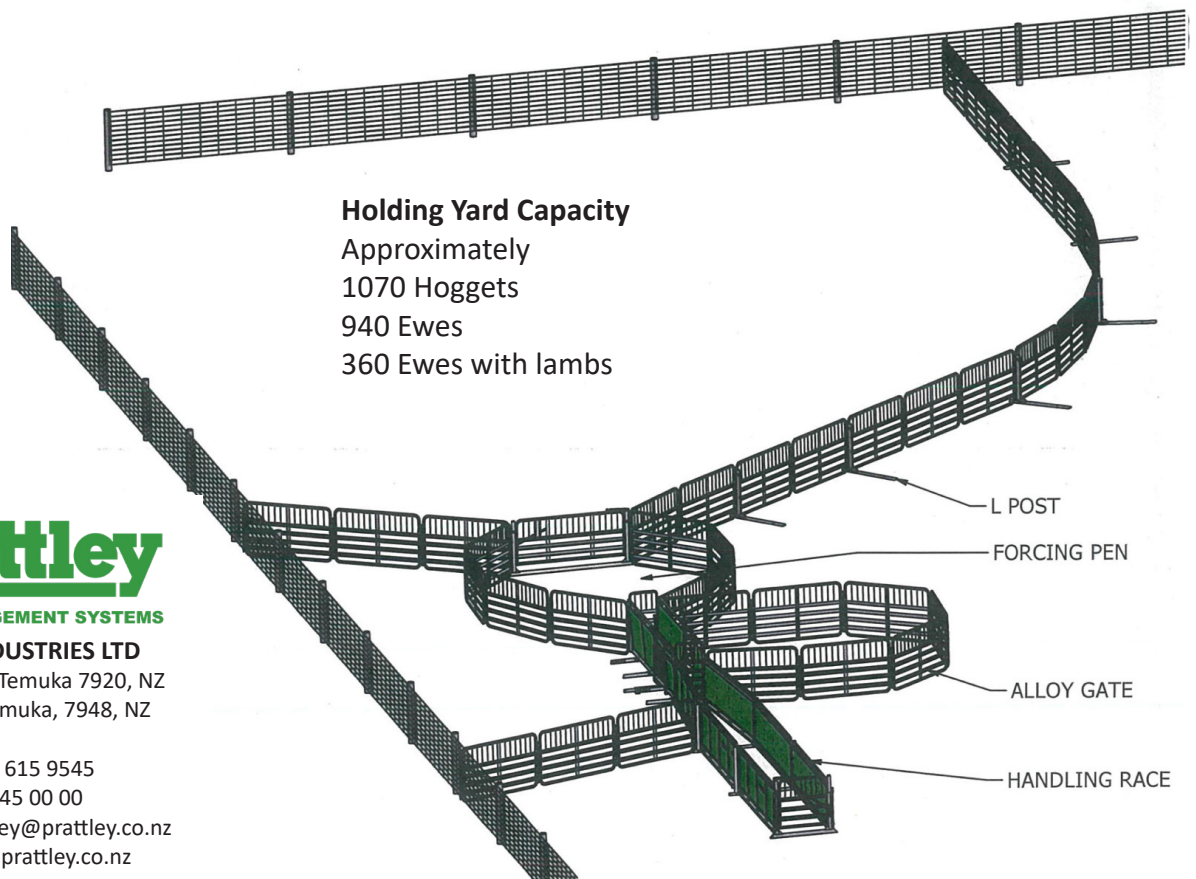 Holding Yard Capacity
Approximately
1070 Hoggets
940 Ewes
360 Ewes with lambs
L POST
FORCING PEN
ALLOY GATE
HANDLING RACE
ttley
GEMENT SYSTEMS
DUSTRIES LTD
Temuka 7920, NZ
muka, 7948, NZ
615 9545
45 00 00
ey@prattley.co.nz
prattley.co.nz